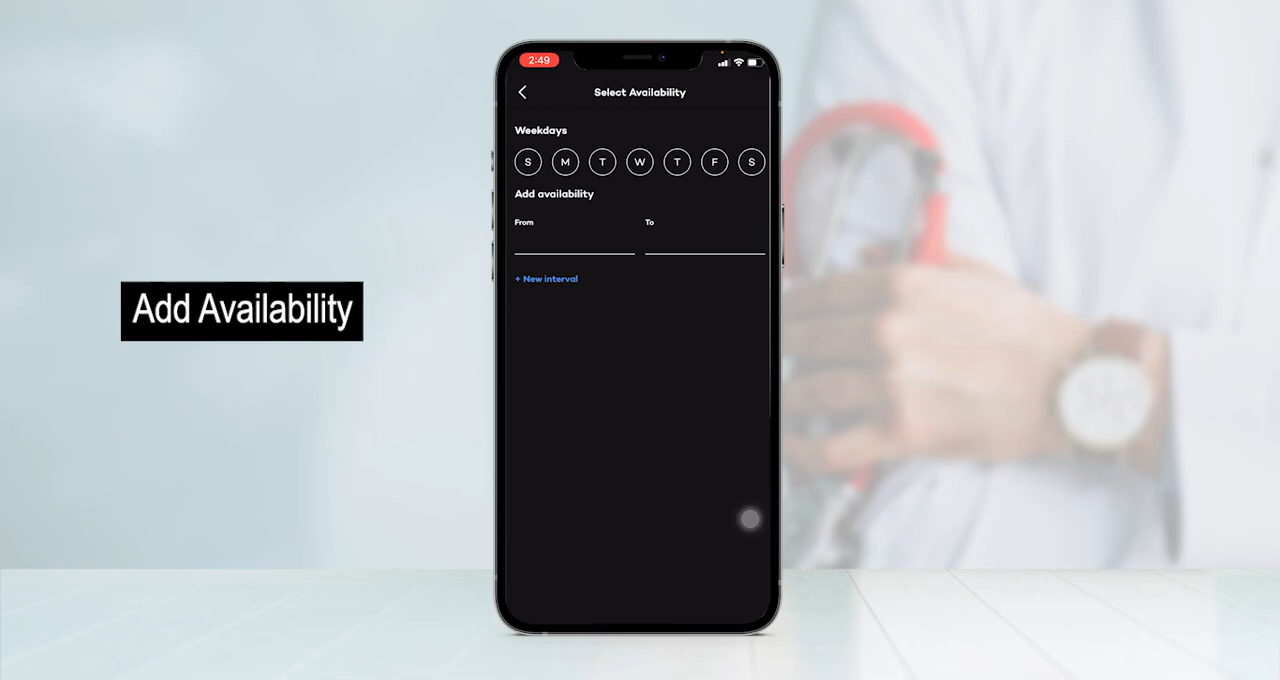 2:49
Select Availability
Weekdays
S M T W T F S
Add availability
From To
+ New interval
Add Availability